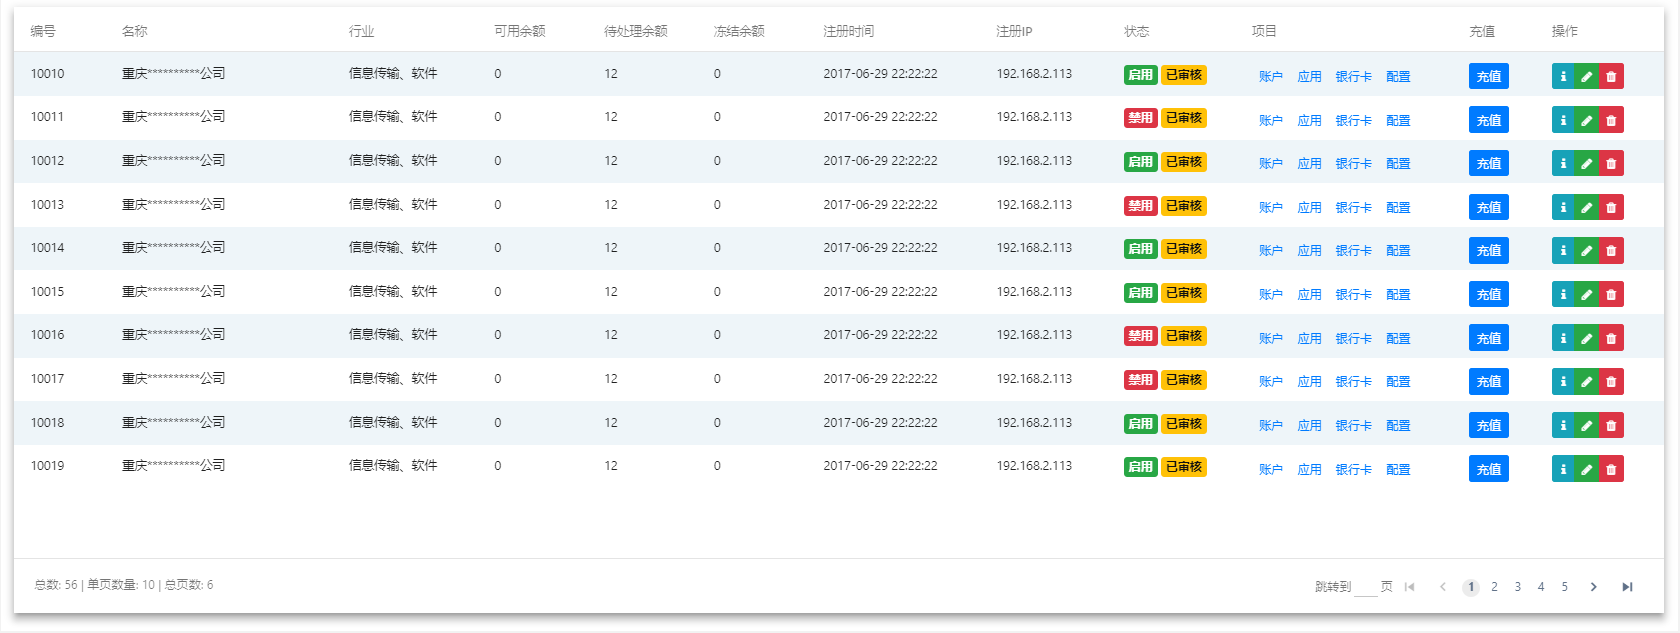 编号 名称 行业 可用余额 待处理余额 冻结余额 注册时间 注册IP 状态 项目 充值 操作
10010 重庆**********公司 信息传输、软件 0 12 0 2017-06-29 22:22:22 192.168.2.113 启用 已审核 账户 应用 银行卡 配置 充值
10011 重庆**********公司 信息传输、软件 0 12 0 2017-06-29 22:22:22 192.168.2.113 禁用 已审核 账户 应用 银行卡 配置 充值
10012 重庆**********公司 信息传输、软件 0 12 0 2017-06-29 22:22:22 192.168.2.113 启用 已审核 账户 应用 银行卡 配置 充值
10013 重庆**********公司 信息传输、软件 0 12 0 2017-06-29 22:22:22 192.168.2.113 禁用 已审核 账户 应用 银行卡 配置 充值
10014 重庆**********公司 信息传输、软件 0 12 0 2017-06-29 22:22:22 192.168.2.113 启用 已审核 账户 应用 银行卡 配置 充值
10015 重庆**********公司 信息传输、软件 0 12 0 2017-06-29 22:22:22 192.168.2.113 启用 已审核 账户 应用 银行卡 配置 充值
10016 重庆**********公司 信息传输、软件 0 12 0 2017-06-29 22:22:22 192.168.2.113 禁用 已审核 账户 应用 银行卡 配置 充值
10017 重庆**********公司 信息传输、软件 0 12 0 2017-06-29 22:22:22 192.168.2.113 禁用 已审核 账户 应用 银行卡 配置 充值
10018 重庆**********公司 信息传输、软件 0 12 0 2017-06-29 22:22:22 192.168.2.113 启用 已审核 账户 应用 银行卡 配置 充值
10019 重庆**********公司 信息传输、软件 0 12 0 2017-06-29 22:22:22 192.168.2.113 启用 已审核 账户 应用 银行卡 配置 充值
总数: 56 | 单页数量: 10 | 总页数: 6 跳转到 页 1 2 3 4 5